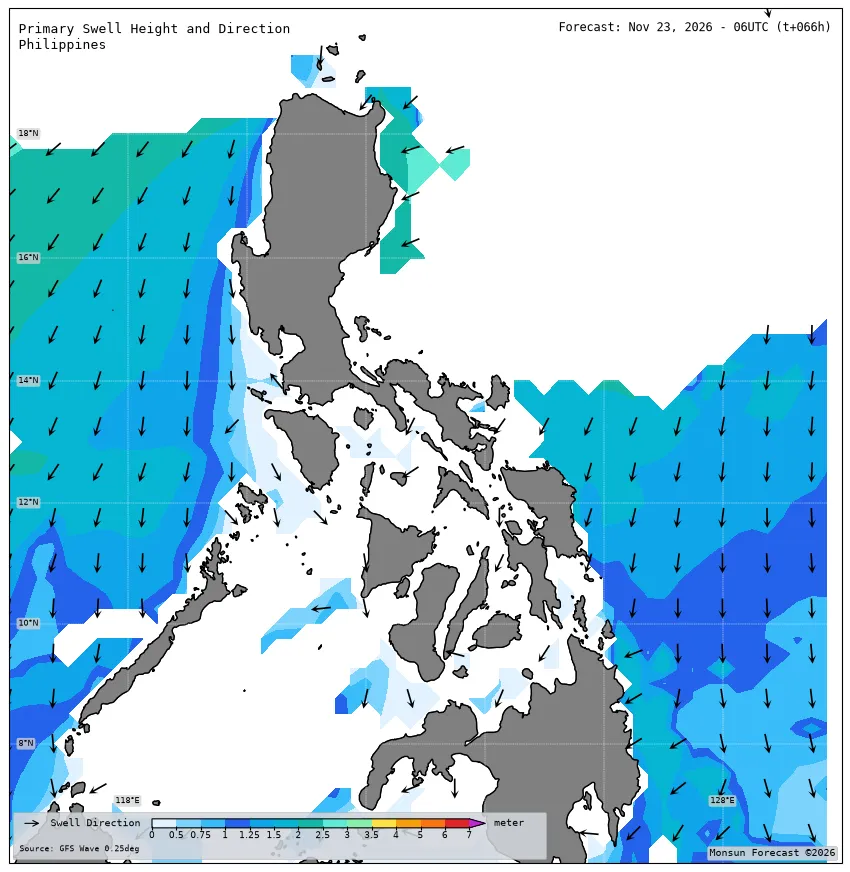 Primary Swell Height and Direction
Philippines
Forecast: Nov 23, 2026 - 06UTC (t+066h)
18°N
16°N
14°N
12°N
10°N
8°N
118°E
128°E
Swell Direction
0 0.5 0.75 1 1.25 1.5 2 2.5 3 3.5 4 5 6 7
meter
Source: GFS Wave 0.25deg
Monsun Forecast ©2026